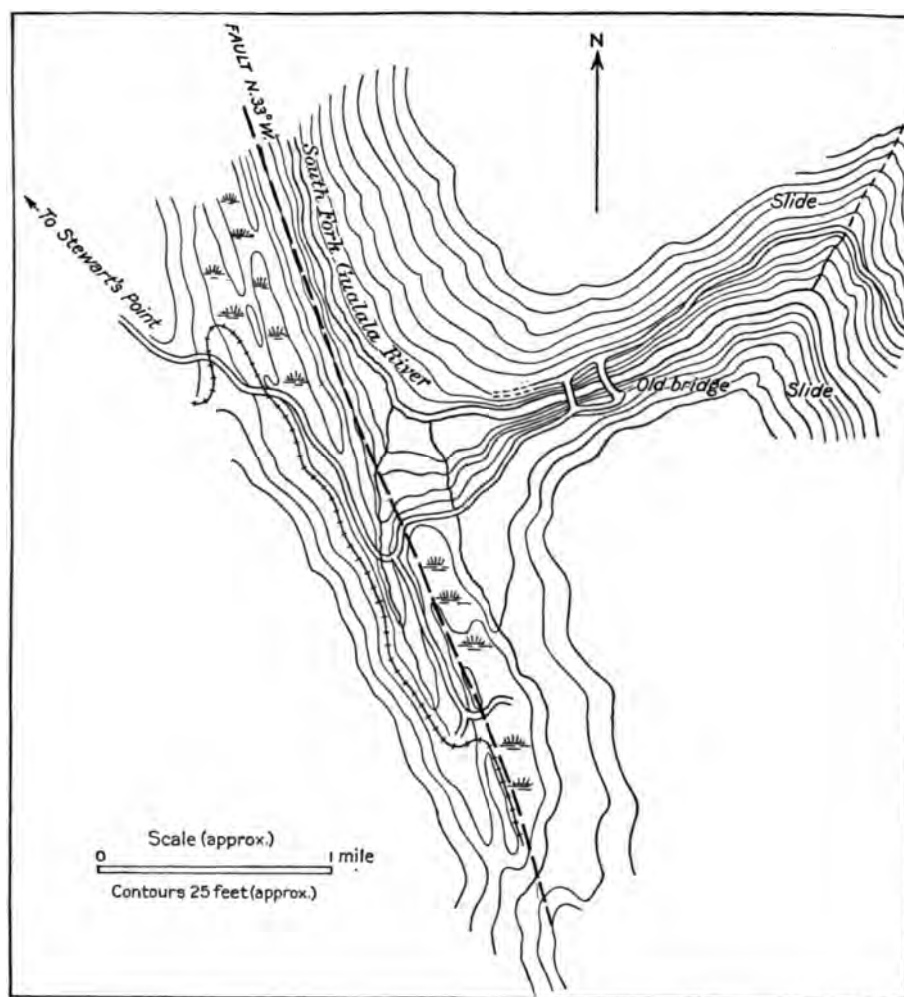 FAULT N.33°W.
N
South Fork Gualala River
To Stewart's Point
Slide
Old bridge
Slide
Scale (approx.)
0 1 mile
Contours 25 feet (approx.)